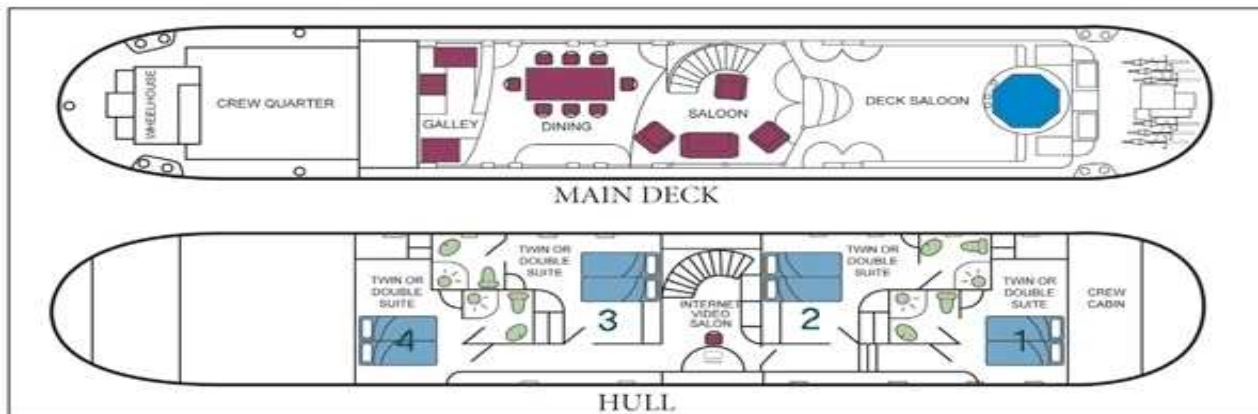 WHEELHOUSE
CREW QUARTER
GALLEY
DINING
SALOON
DECK SALOON
MAIN DECK
TWIN OR
DOUBLE
SUITE
4
TWIN OR
DOUBLE
SUITE
3
INTERNET
VIDEO
SALON
TWIN OR
DOUBLE
SUITE
2
TWIN OR
DOUBLE
SUITE
1
CREW
CABIN
HULL